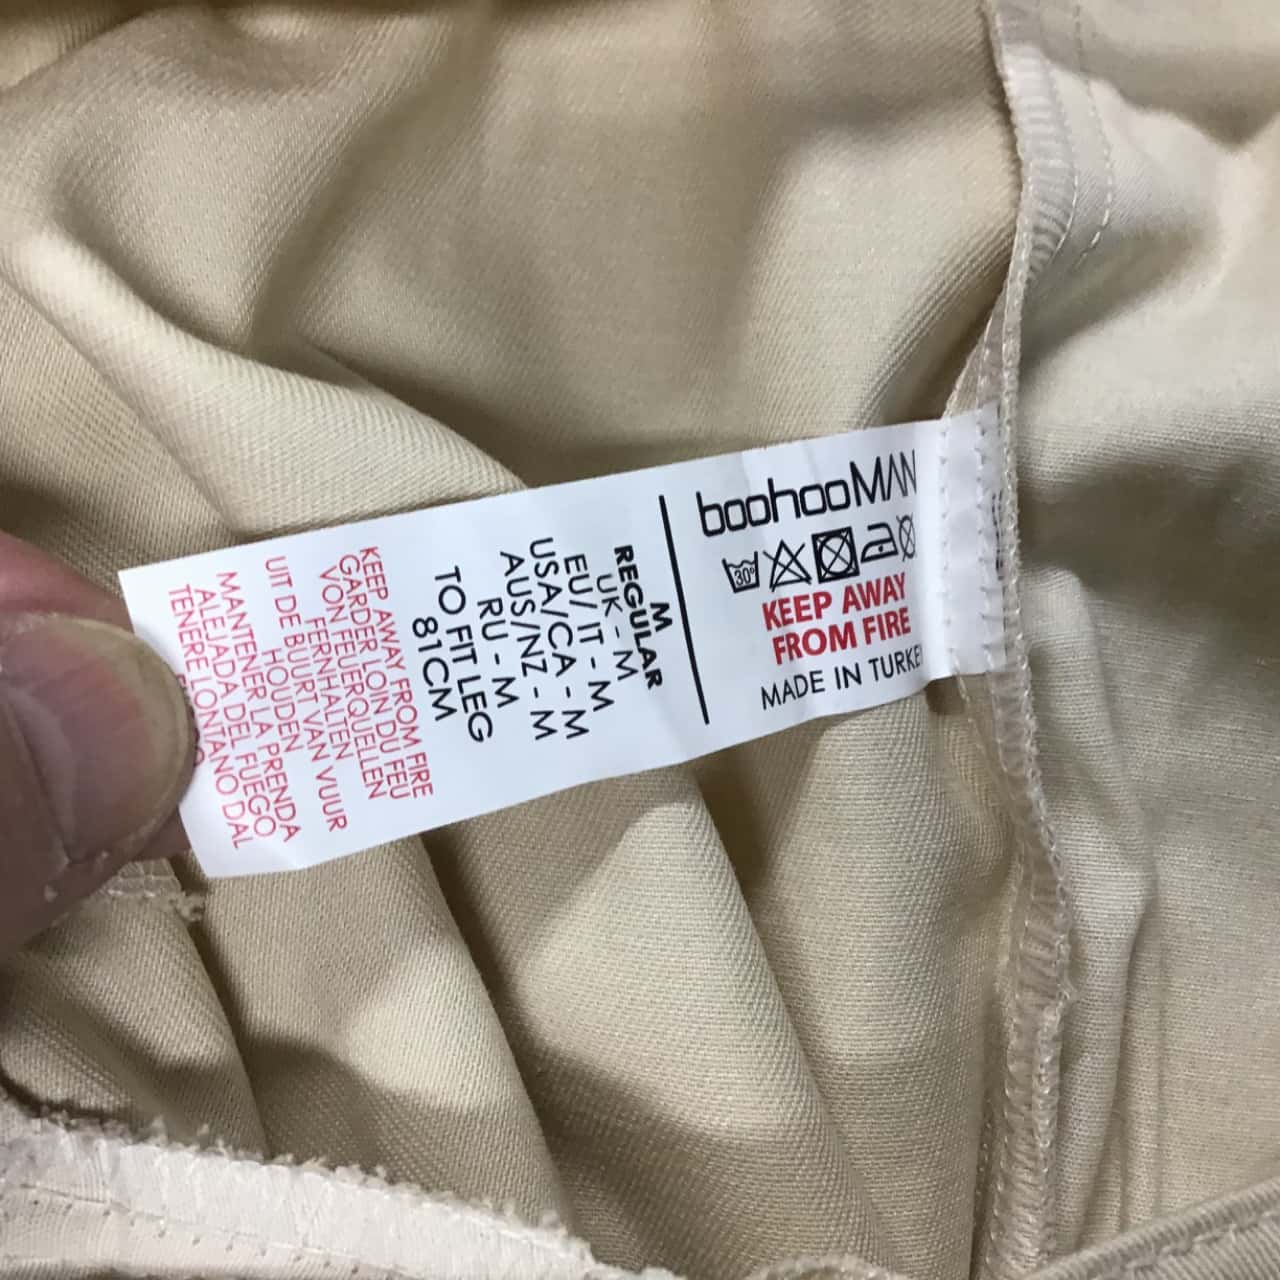 boohooMAN
30°
KEEP AWAY
FROM FIRE
MADE IN
M
REGULAR
UK - M
EU/ IT - M
USA/CA - M
AUS/NZ - M
RU - M
TO FIT LEG
81CM
KEEP AWAY FROM FIRE
GARDER LOIN DU FEU
VON FEUERQUELLEN
FERNHALTEN
UIT DE BUURT VAN VUUR
HOUDEN
MANTENER LA PRENDA
ALEJADA DEL FUEGO
TENERE LONTANO DAL